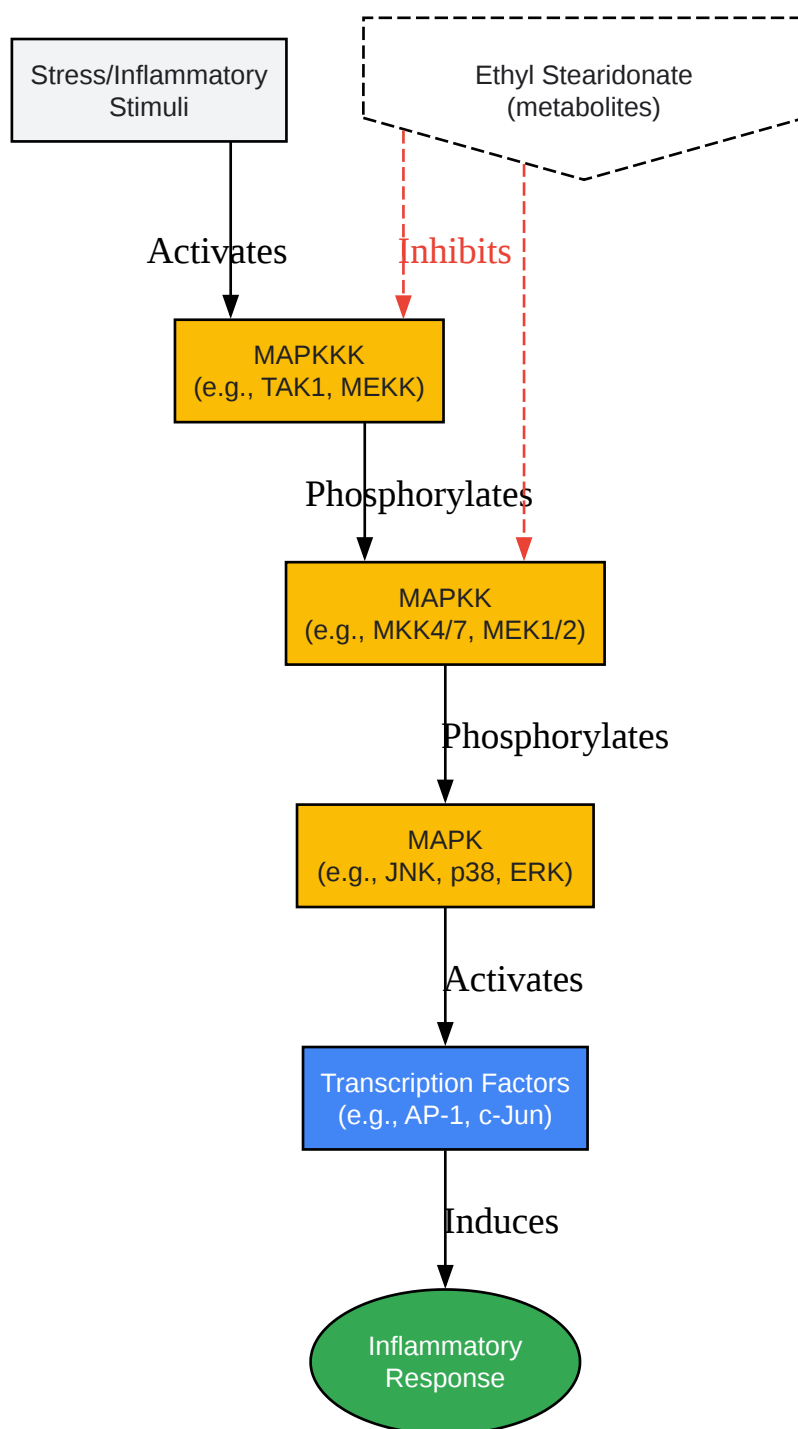 Stress/Inflammatory
Stimuli
Ethyl Stearidonate
(metabolites)
Activates
Inhibits
MAPKKK
(e.g., TAK1, MEKK)
Phosphorylates
MAPKK
(e.g., MKK4/7, MEK1/2)
Phosphorylates
MAPK
(e.g., JNK, p38, ERK)
Activates
Transcription Factors
(e.g., AP-1, c-Jun)
Induces
Inflammatory
Response